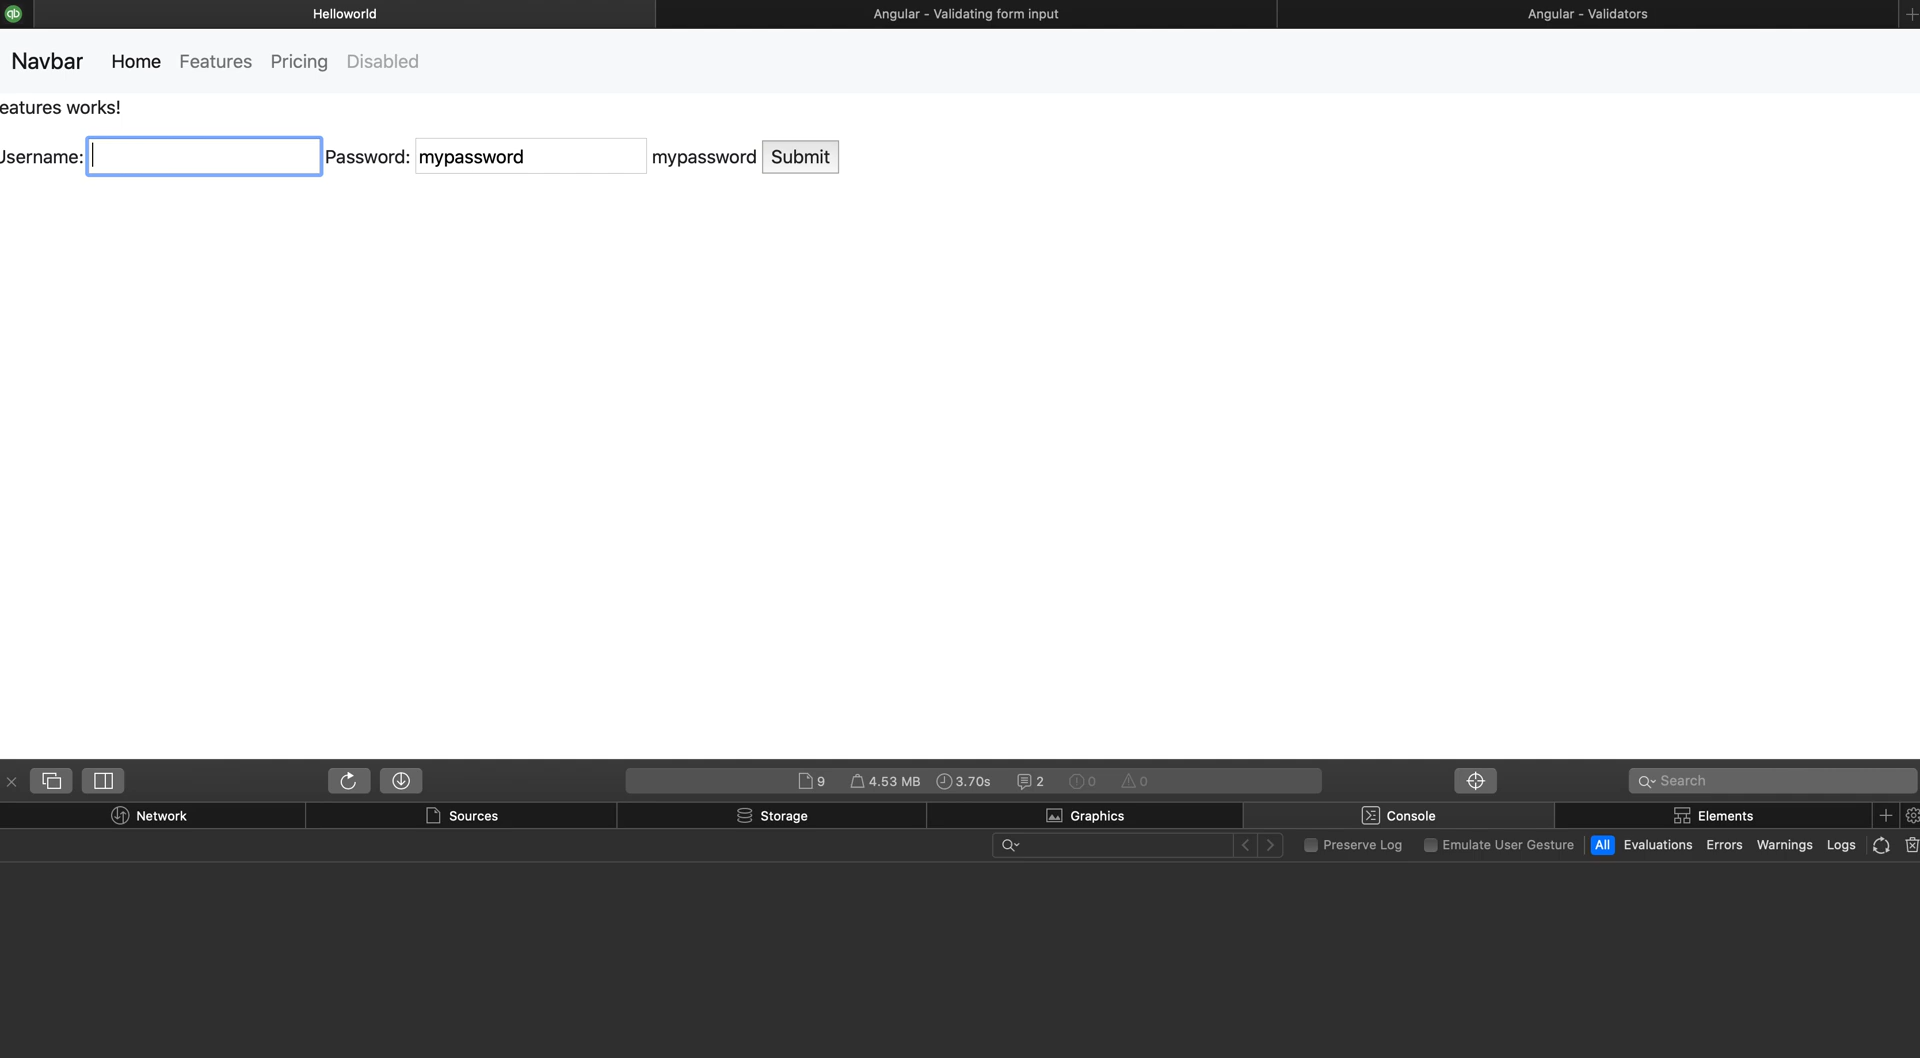 qb Helloworld Angular - Validating form input Angular - Validators
Navbar Home Features Pricing Disabled
eatures works!
Username: Password: mypassword mypassword Submit
9 4.53 MB 3.70s 2 0 0 Search
Network Sources Storage Graphics Console Elements
Preserve Log Emulate User Gesture All Evaluations Errors Warnings Logs